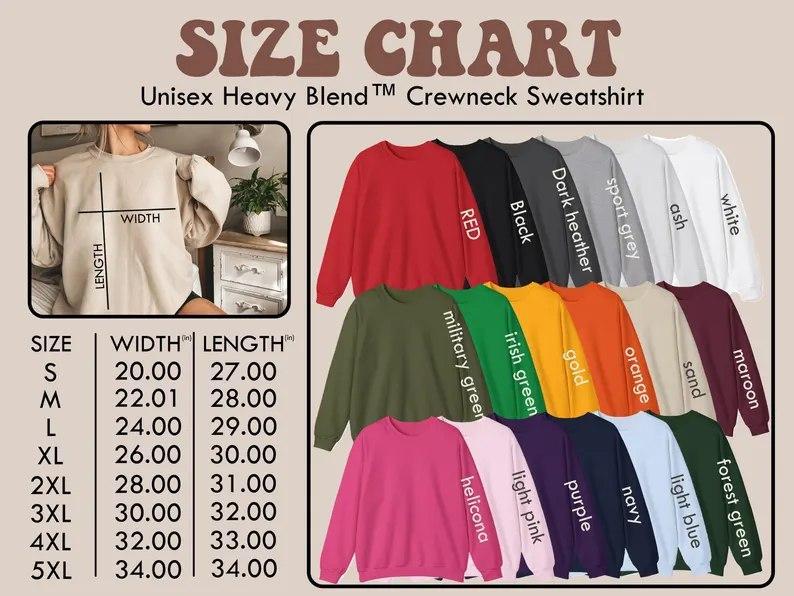 SIZE CHART
Unisex Heavy Blend™ Crewneck Sweatshirt
WIDTH
LENGTH
SIZE WIDTH(in) LENGTH(in)
S 20.00 27.00
M 22.01 28.00
L 24.00 29.00
XL 26.00 30.00
2XL 28.00 31.00
3XL 30.00 32.00
4XL 32.00 33.00
5XL 34.00 34.00
RED
Black
Dark heather
sport grey
ash
white
military green
irish green
gold
orange
sand
maroon
helicona
light pink
purple
navy
light blue
forest green